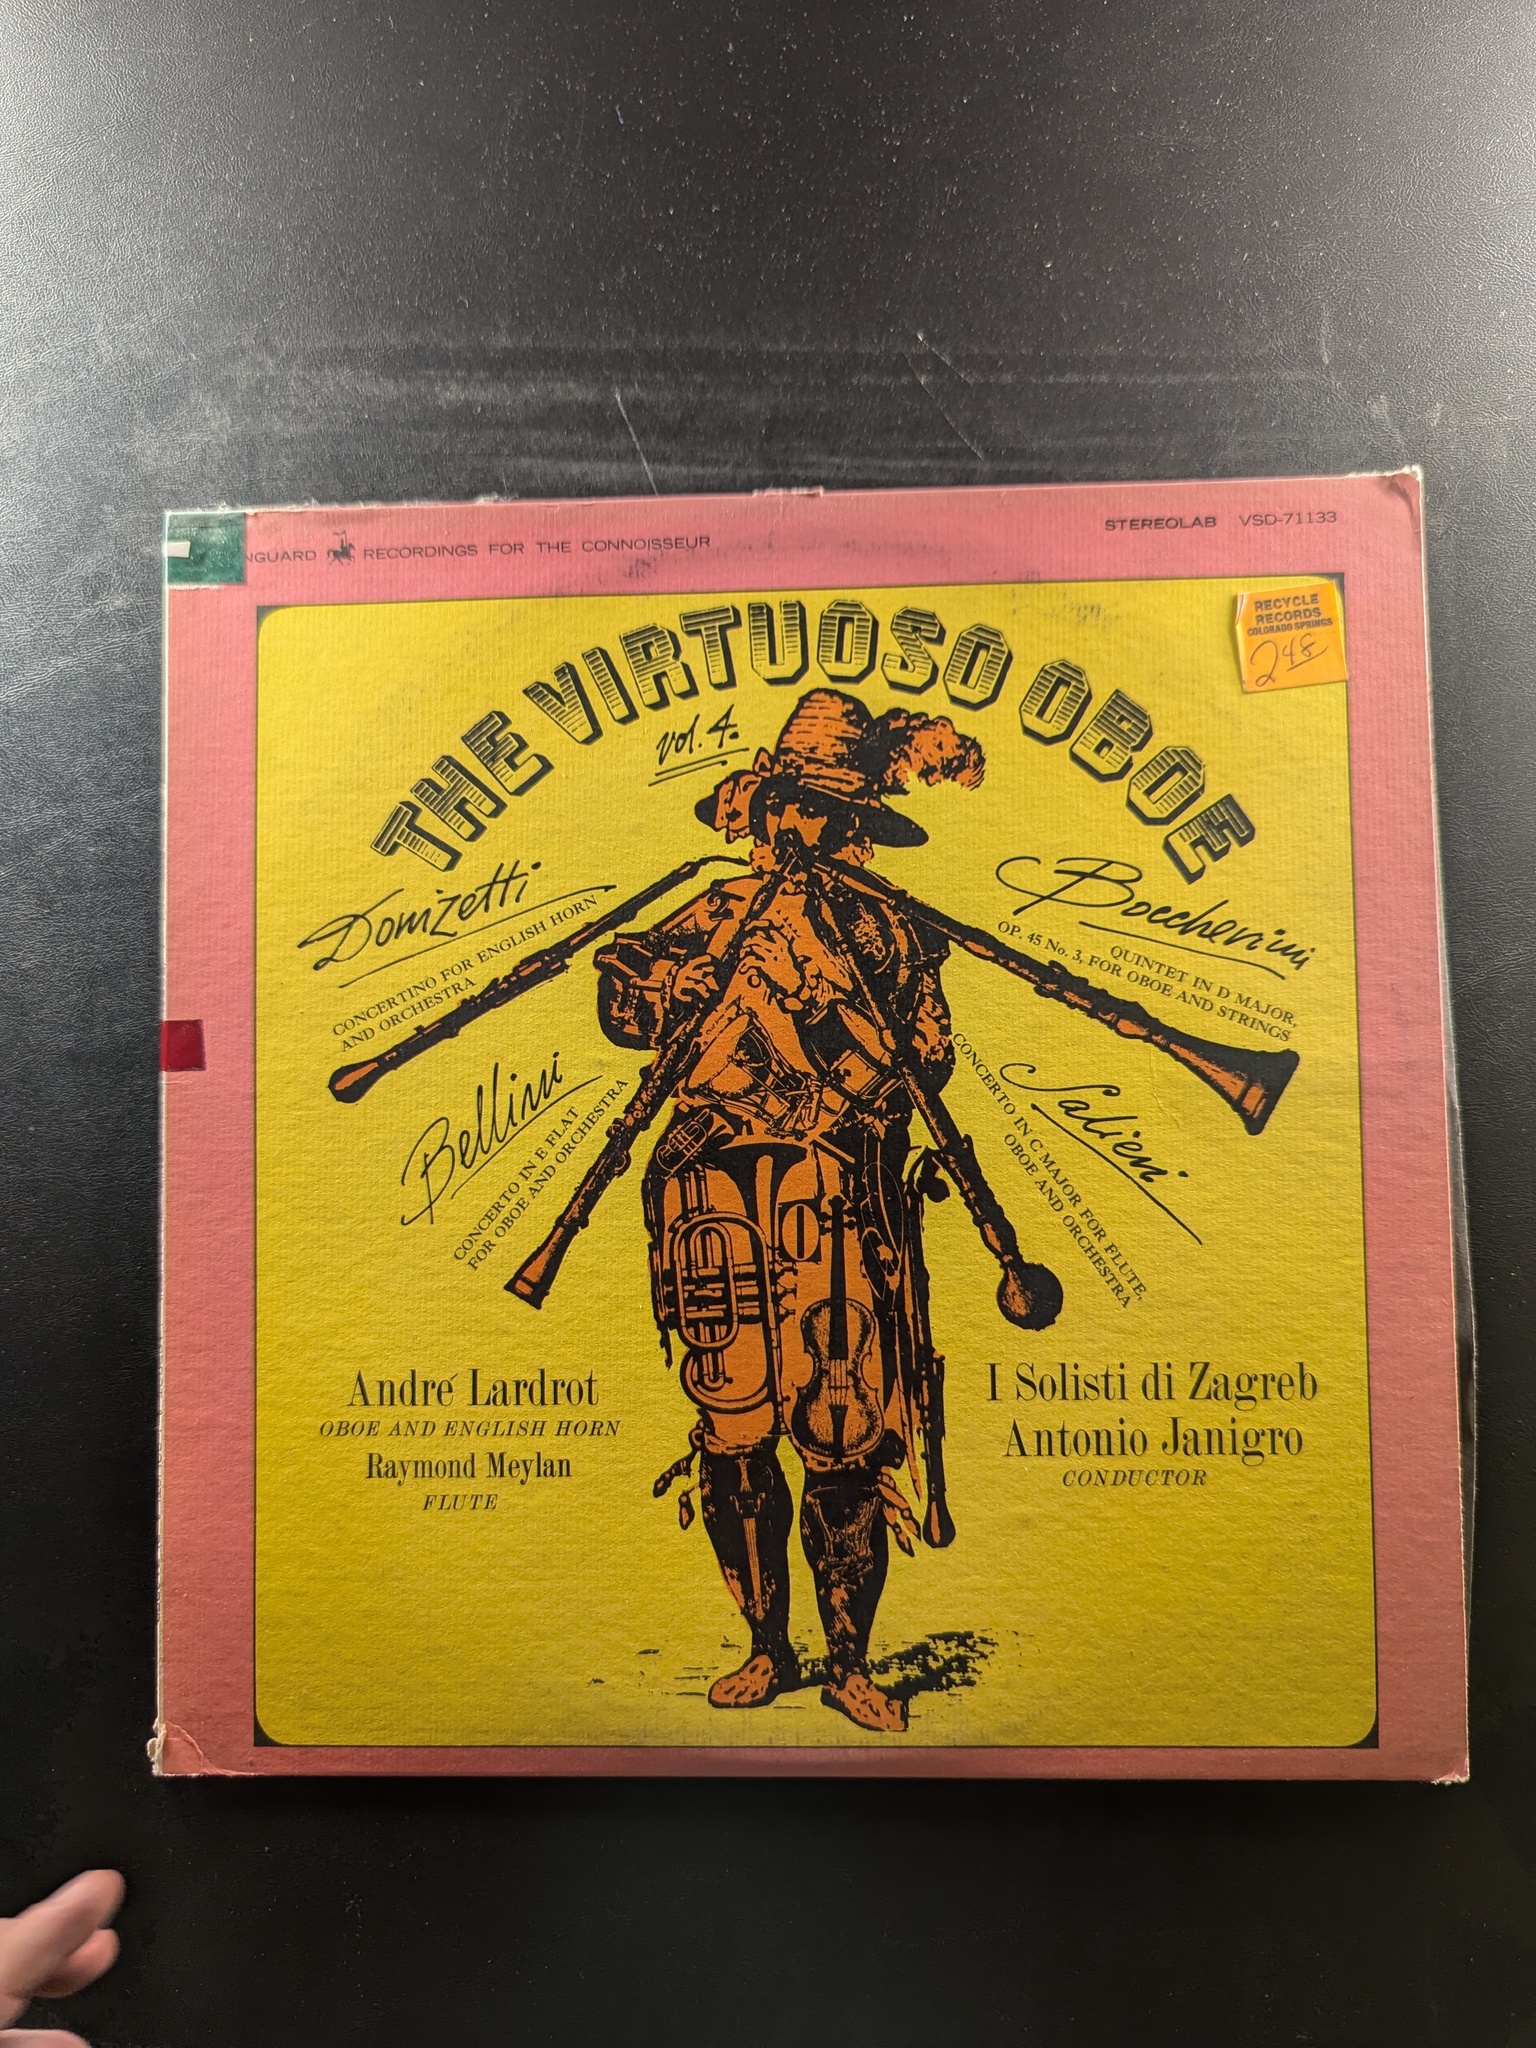 NGUARD RECORDINGS FOR THE CONNOISSEUR
STEREOLAB VSD-71133
RECYCLE
RECORDS
COLORADO SPRINGS
2 48
THE VIRTUOSO OBOE
vol. 4.
Donizetti
CONCERTINO FOR ENGLISH HORN
AND ORCHESTRA
Boccherini
QUINTET IN D MAJOR,
OP. 45 No. 3, FOR OBOE AND STRINGS
Bellini
CONCERTO IN E FLAT
FOR OBOE AND ORCHESTRA
Salieri
CONCERTO IN C MAJOR FOR FLUTE,
OBOE AND ORCHESTRA
André Lardrot
OBOE AND ENGLISH HORN
Raymond Meylan
FLUTE
I Solisti di Zagreb
Antonio Janigro
CONDUCTOR